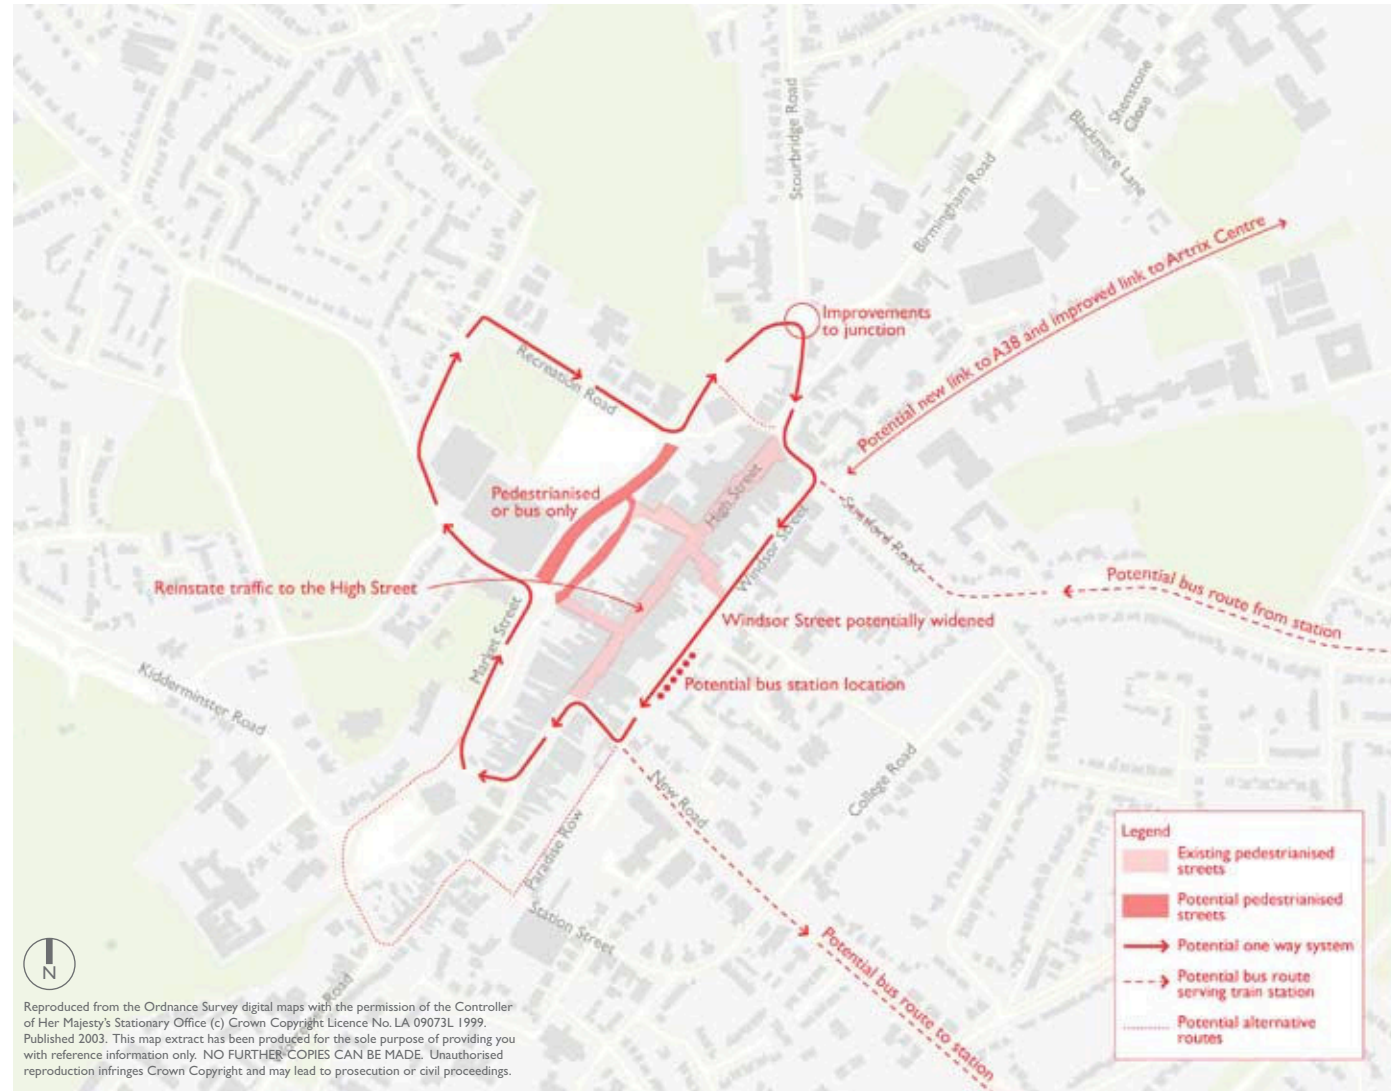 Stourbridge Road
Shenstone
Close
Blackmere Lane
Birmingham Road
Potential new link to A38 and improved link to Artrix Centre
Improvements
to junction
Recreation Road
High Street
Pedestrianised
or bus only
Windsor Street
Stratford Road
Reinstate traffic to the High Street
Potential bus route from station
Windsor Street potentially widened
Market Street
Kidderminster Road
Potential bus station location
New Road
College Road
Paradise Row
Station Street
Potential bus route to station
Road
Legend
Existing pedestrianised
streets
Potential pedestrianised
streets
Potential one way system
Potential bus route
serving train station
Potential alternative
routes
N
Reproduced from the Ordnance Survey digital maps with the permission of the Controller
of Her Majesty's Stationary Office (c) Crown Copyright Licence No. LA 09073L 1999.
Published 2003. This map extract has been produced for the sole purpose of providing you
with reference information only. NO FURTHER COPIES CAN BE MADE. Unauthorised
reproduction infringes Crown Copyright and may lead to prosecution or civil proceedings.